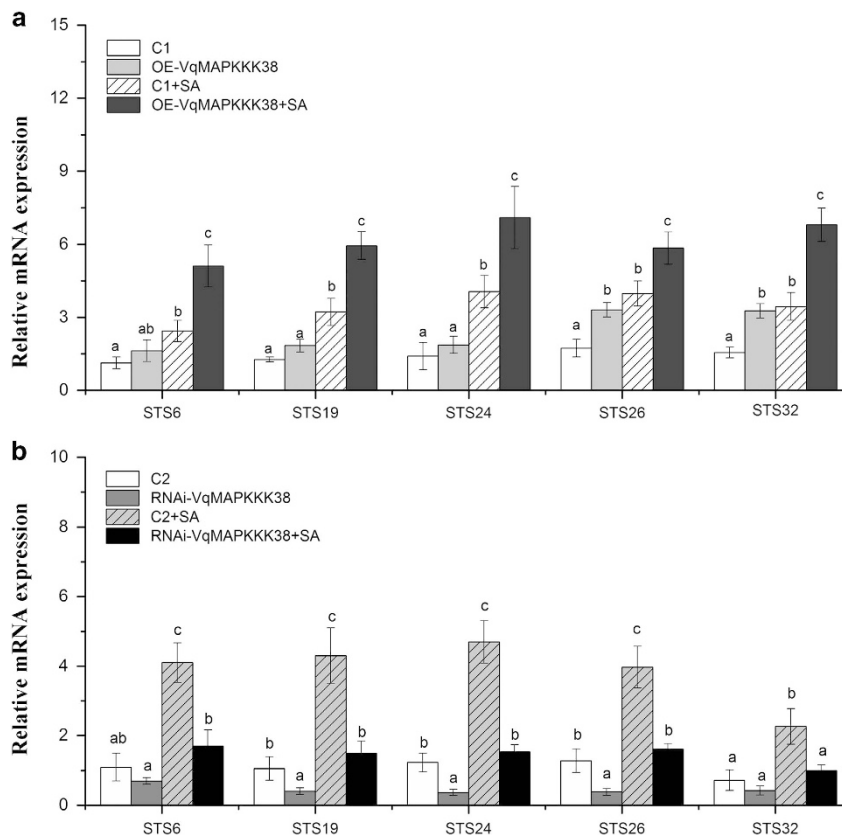 a
15
12
9
6
3
0
Relative mRNA expression
C1
OE-VqMAPKKK38
C1+SA
OE-VqMAPKKK38+SA
a ab b c
a a b c
a a b c
a b b c
a b b c
STS6 STS19 STS24 STS26 STS32
b
10
8
6
4
2
0
Relative mRNA expression
C2
RNAi-VqMAPKKK38
C2+SA
RNAi-VqMAPKKK38+SA
ab a c b
b a c b
b a c b
b a c b
a a b a
STS6 STS19 STS24 STS26 STS32